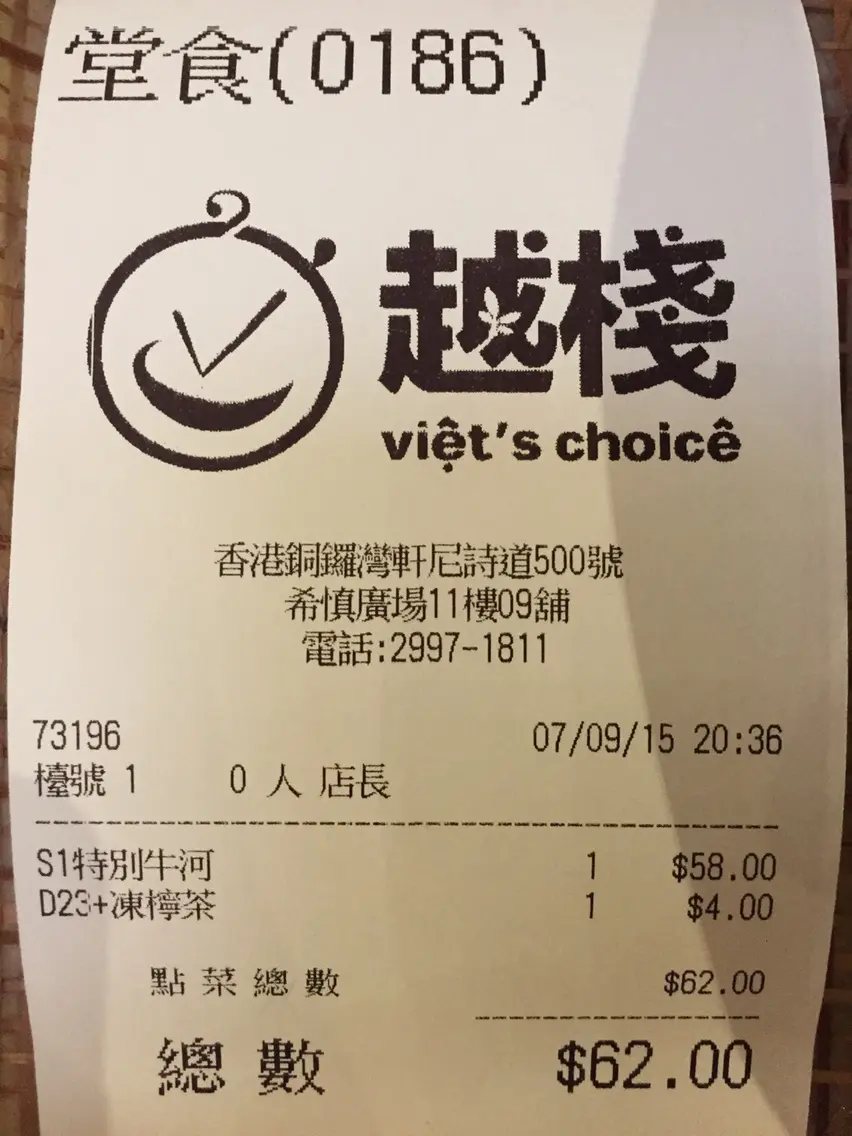 堂食(0186)
越棧
việt's choicê
香港銅鑼灣軒尼詩道500號
希慎廣場11樓09舖
電話:2997-1811
73196 07/09/15 20:36
檯號 1 0 人 店長
S1特別牛河 1 $58.00
D23+凍檸茶 1 $4.00
點菜總數 $62.00
總數 $62.00